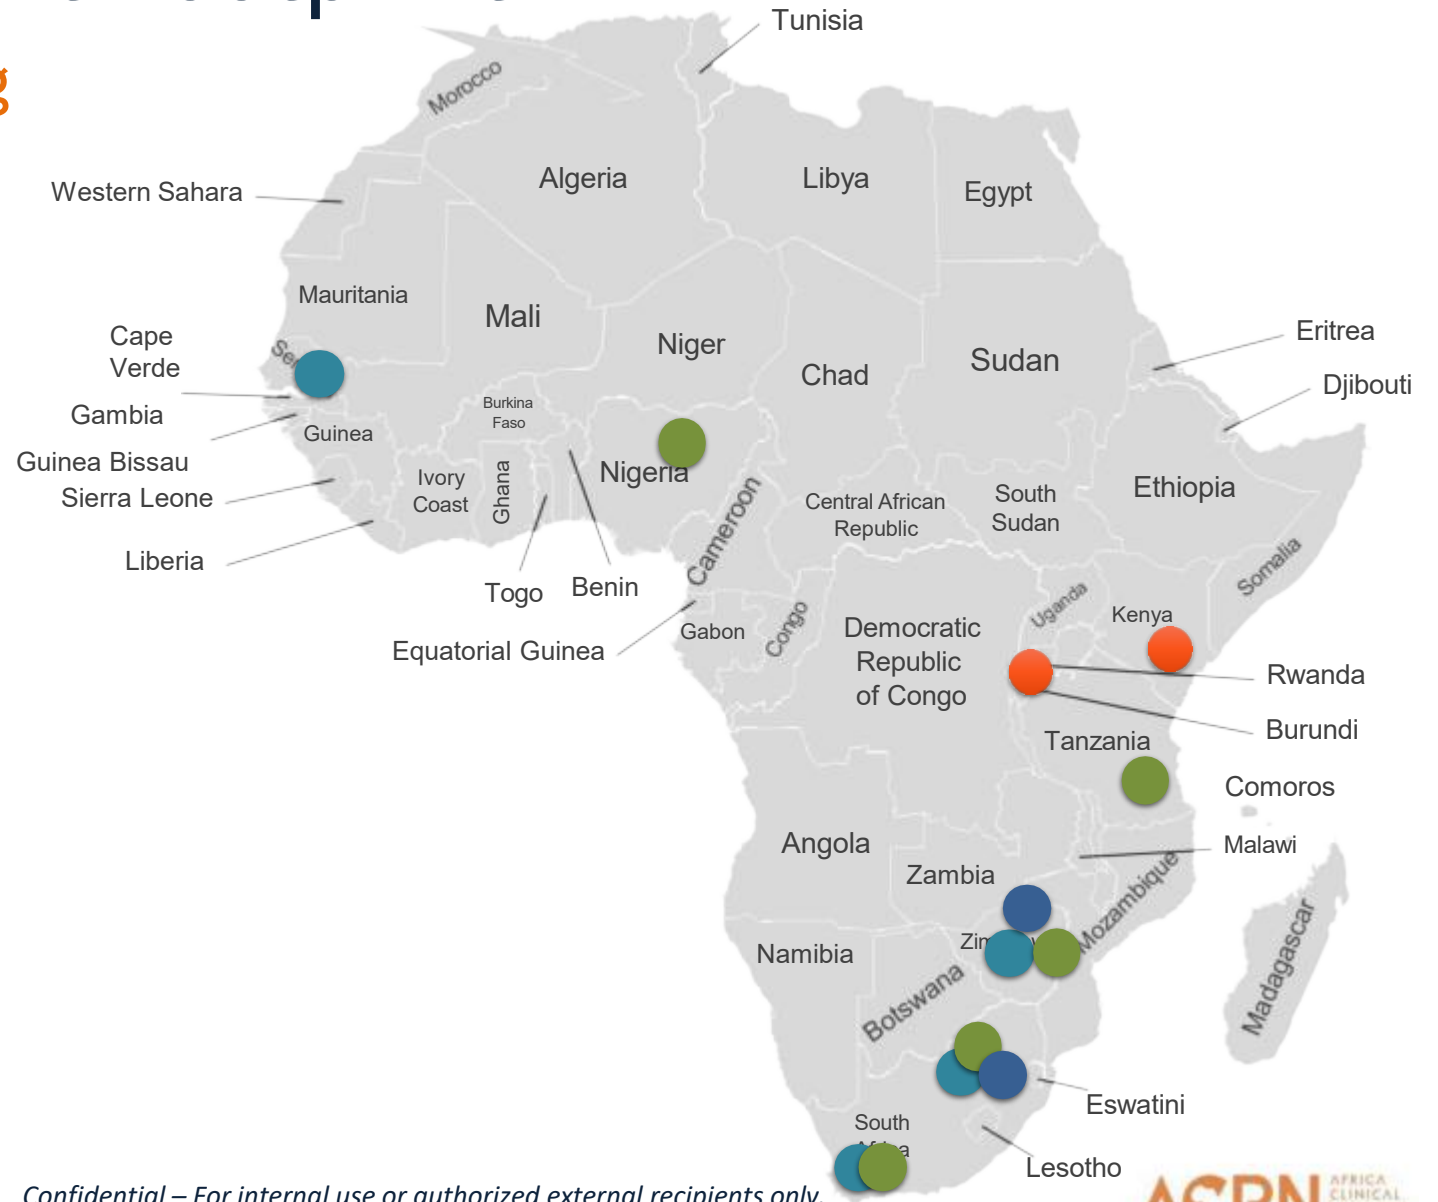 Tunisia
Morocco
Algeria
Libya
Egypt
Western Sahara
Mauritania
Mali
Niger
Chad
Sudan
Eritrea
Djibouti
Cape
Verde
Gambia
Guinea Bissau
Sierra Leone
Liberia
Guinea
Burkina
Faso
Ivory
Coast
Ghana
Togo
Benin
Nigeria
Cameroon
Central African
Republic
South
Sudan
Ethiopia
Somalia
Equatorial Guinea
Gabon
Congo
Democratic
Republic
of Congo
Uganda
Kenya
Rwanda
Burundi
Tanzania
Comoros
Malawi
Angola
Zambia
Mozambique
Madagascar
Namibia
Botswana
Eswatini
South
Lesotho
Confidential – For internal use or authorized external recipients only.
AFRICA
CLINICAL